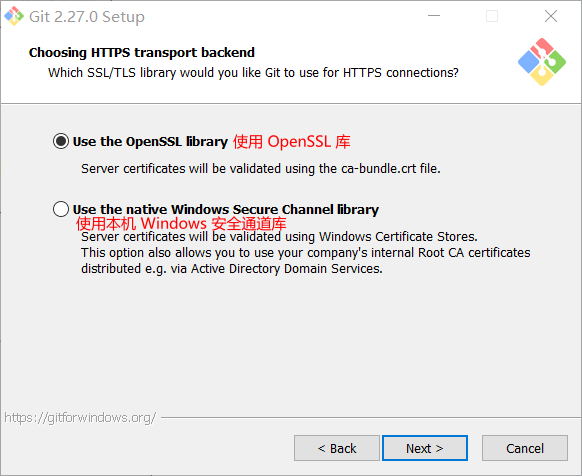 Git 2.27.0 Setup
Choosing HTTPS transport backend
Which SSL/TLS library would you like Git to use for HTTPS connections?
Use the OpenSSL library 使用 OpenSSL 库
Server certificates will be validated using the ca-bundle.crt file.
Use the native Windows Secure Channel library
使用本机 Windows 安全通道库
Server certificates will be validated using Windows Certificate Stores.
This option also allows you to use your company's internal Root CA certificates
distributed e.g. via Active Directory Domain Services.
https://gitforwindows.org/
< Back Next > Cancel